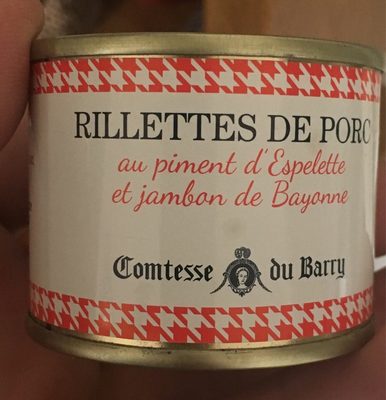 RILLETTES DE PORC
au piment d'Espelette
et jambon de Bayonne
Comtesse du Barry